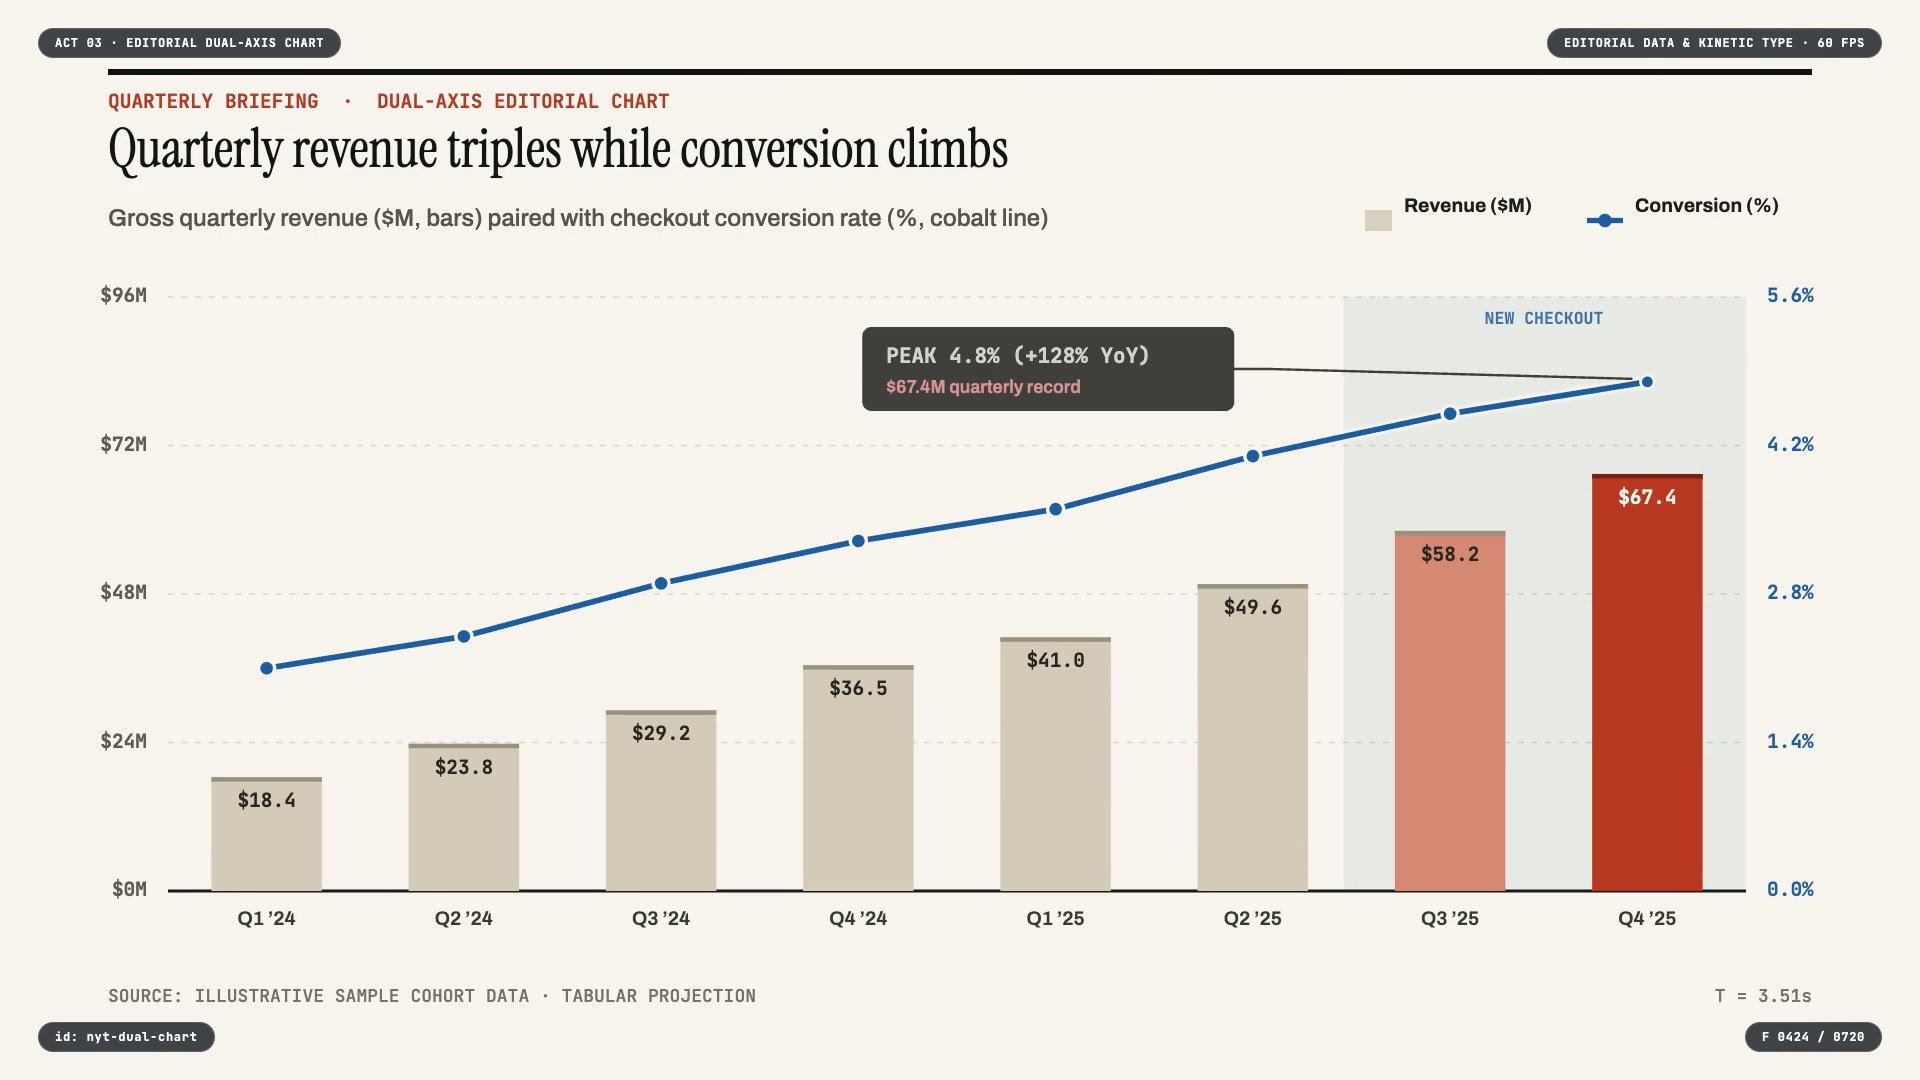 ACT 03 · EDITORIAL DUAL-AXIS CHART
EDITORIAL DATA & KINETIC TYPE · 60 FPS
QUARTERLY BRIEFING · DUAL-AXIS EDITORIAL CHART
Quarterly revenue triples while conversion climbs
Gross quarterly revenue ($M, bars) paired with checkout conversion rate (%, cobalt line)
Revenue ($M)
Conversion (%)
$96M
5.6%
NEW CHECKOUT
PEAK 4.8% (+128% YoY)
$67.4M quarterly record
$72M
4.2%
$67.4
$58.2
$48M
2.8%
$49.6
$41.0
$36.5
$29.2
$24M
1.4%
$23.8
$18.4
$0M
0.0%
Q1 ’24
Q2 ’24
Q3 ’24
Q4 ’24
Q1 ’25
Q2 ’25
Q3 ’25
Q4 ’25
SOURCE: ILLUSTRATIVE SAMPLE COHORT DATA · TABULAR PROJECTION
T = 3.51s
id: nyt-dual-chart
F 0424 / 0720